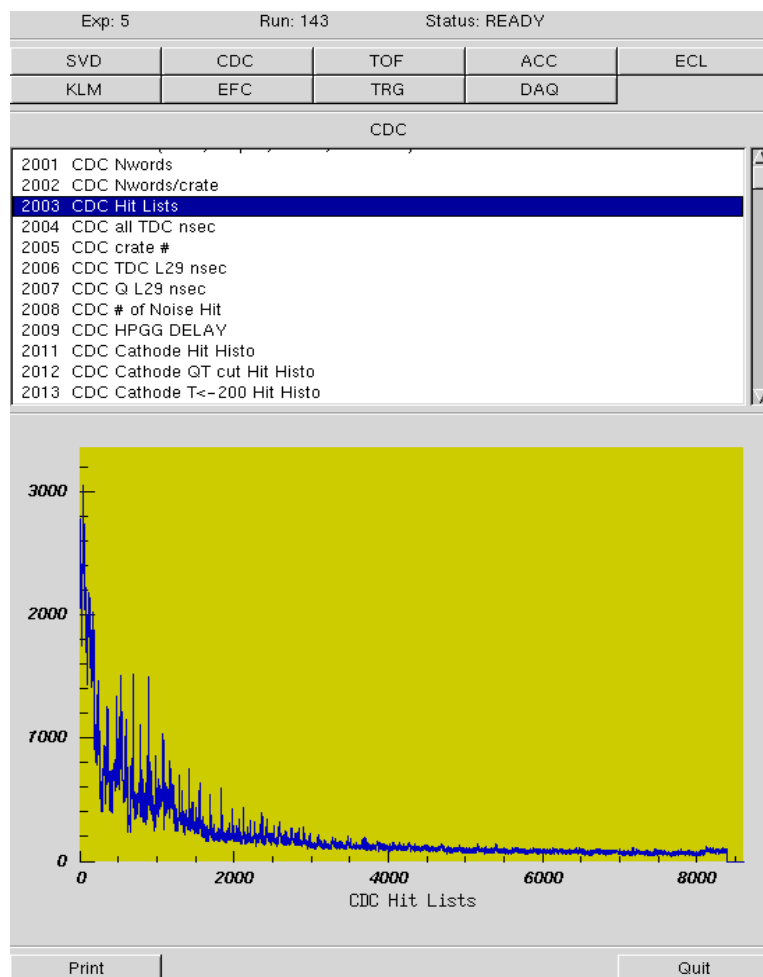 Exp: 5 Run: 143 Status: READY
SVD CDC TOF ACC ECL
KLM EFC TRG DAQ
CDC
2001 CDC Nwords
2002 CDC Nwords/crate
2003 CDC Hit Lists
2004 CDC all TDC nsec
2005 CDC crate #
2006 CDC TDC L29 nsec
2007 CDC Q L29 nsec
2008 CDC # of Noise Hit
2009 CDC HPGG DELAY
2011 CDC Cathode Hit Histo
2012 CDC Cathode QT cut Hit Histo
2013 CDC Cathode T<-200 Hit Histo
3000
2000
1000
0
0 2000 4000 6000 8000
CDC Hit Lists
Print Quit